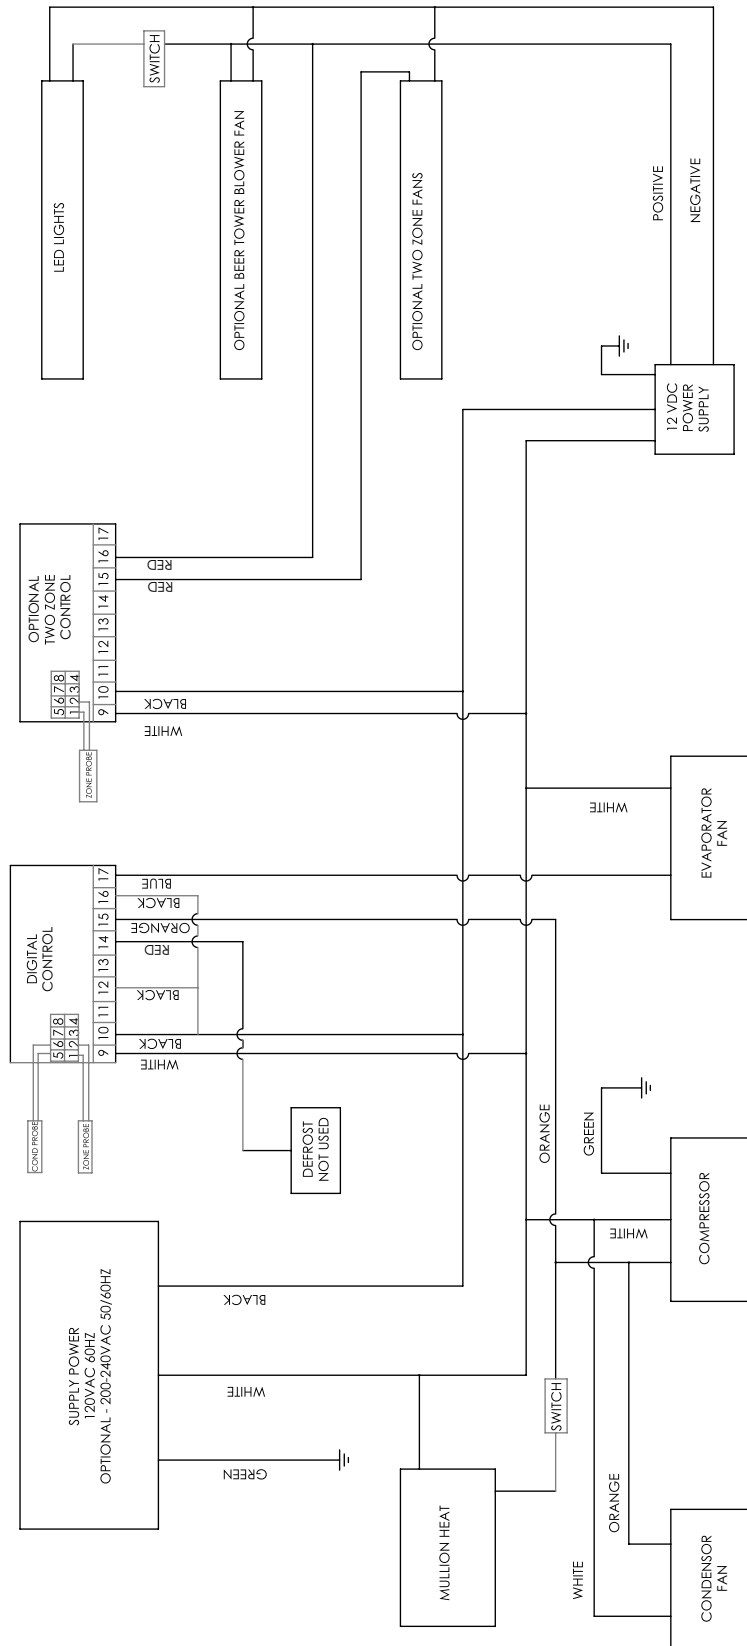 LED LIGHTS
SWITCH
OPTIONAL BEER TOWER BLOWER FAN
OPTIONAL TWO ZONE FANS
POSITIVE
NEGATIVE
12 VDC
POWER
SUPPLY
OPTIONAL
TWO ZONE
CONTROL
5 6 7 8
1 2 3 4
9 10 11 12 13 14 15 16 17
ZONE PROBE
WHITE
BLACK
RED
RED
DIGITAL
CONTROL
5 6 7 8
1 2 3 4
9 10 11 12 13 14 15 16 17
COND PROBE
ZONE PROBE
WHITE
BLACK
BLACK
RED
ORANGE
BLACK
BLUE
DEFROST
NOT USED
WHITE
EVAPORATOR
FAN
SUPPLY POWER
120VAC 60HZ
OPTIONAL - 200-240VAC 50/60HZ
GREEN
WHITE
BLACK
MULLION HEAT
SWITCH
ORANGE
GREEN
WHITE
COMPRESSOR
WHITE
ORANGE
CONDENSOR
FAN